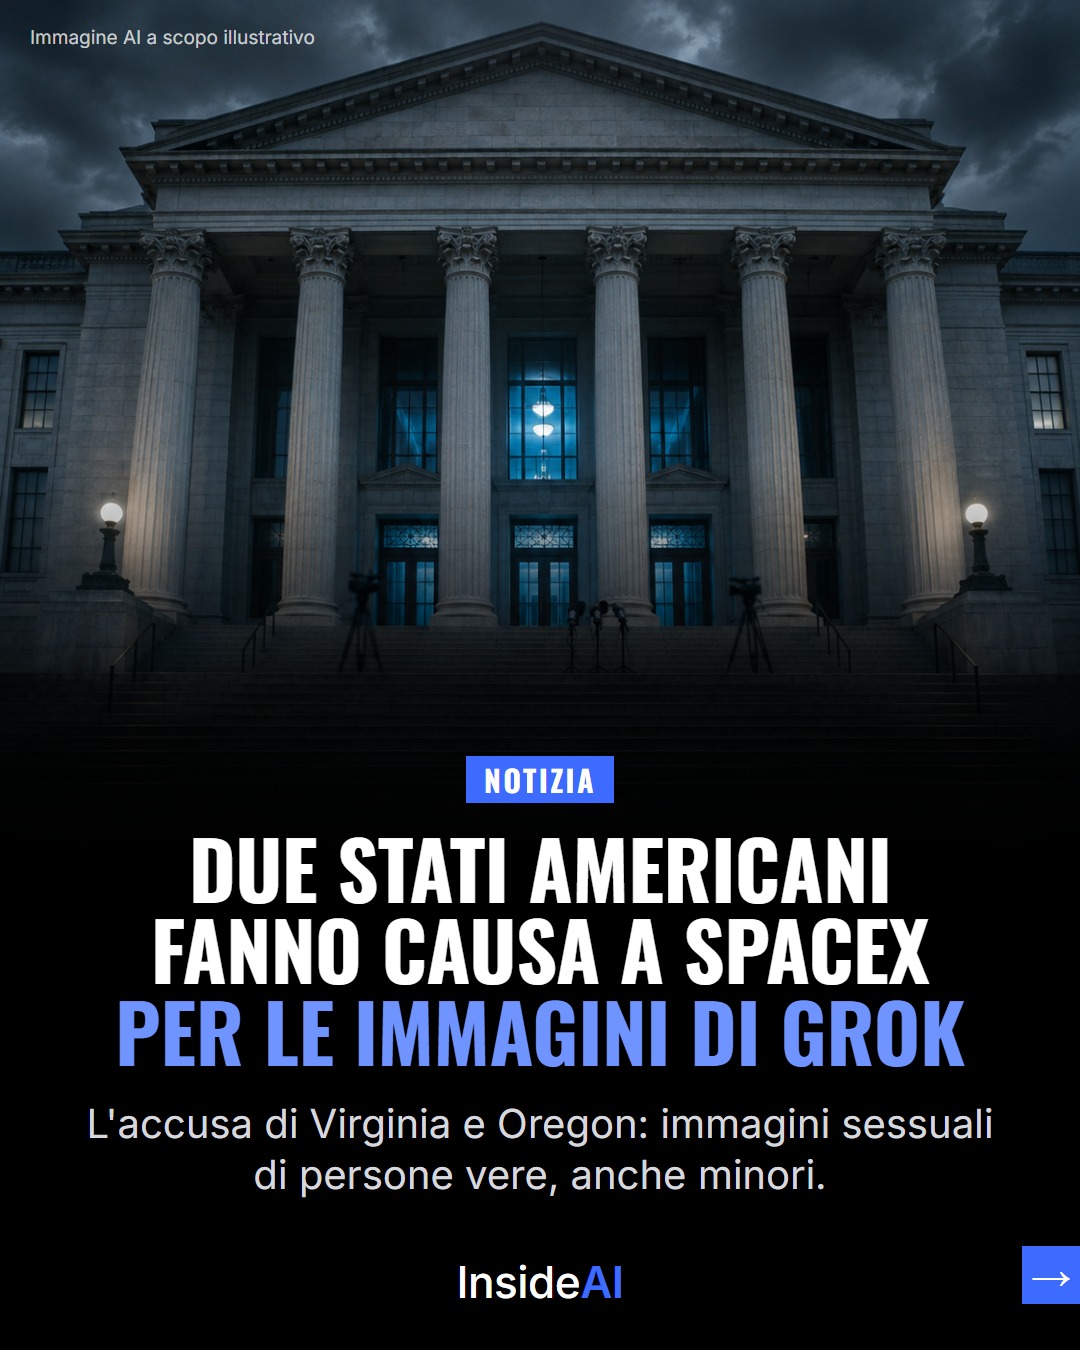 Immagine AI a scopo illustrativo
NOTIZIA
DUE STATI AMERICANI
FANNO CAUSA A SPACEX
PER LE IMMAGINI DI GROK
L'accusa di Virginia e Oregon: immagini sessuali
di persone vere, anche minori.
InsideAI
→